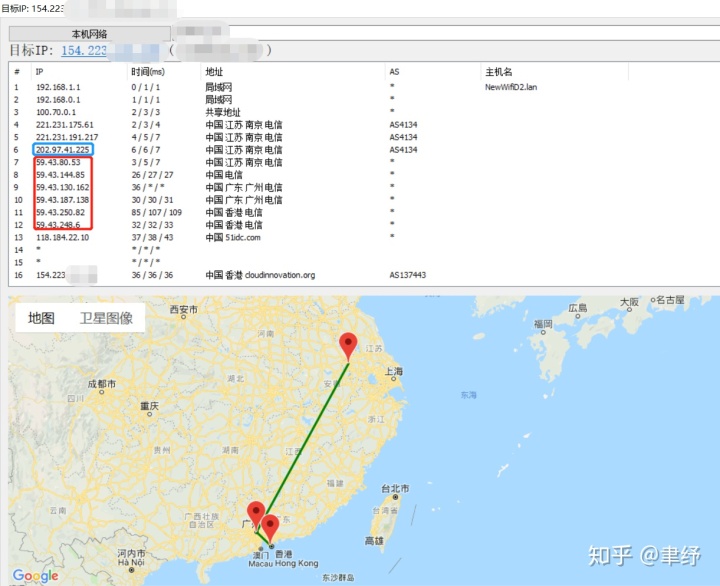 目标IP: 154.223
本机网络
目标IP: 154.223 ( )
# IP 时间(ms) 地址 AS 主机名
1 192.168.1.1 0 / 1 / 1 局域网 * NewWifiD2.lan
2 192.168.0.1 1 / 1 / 1 局域网 *
3 100.70.0.1 2 / 3 / 3 共享地址 *
4 221.231.175.61 2 / 3 / 4 中国 江苏 南京 电信 AS4134
5 221.231.191.217 4 / 5 / 7 中国 江苏 南京 电信 AS4134
6 202.97.41.225 6 / 6 / 7 中国 江苏 南京 电信 AS4134
7 59.43.80.53 3 / 5 / 7 中国 江苏 南京 电信 *
8 59.43.144.85 26 / 27 / 27 中国 电信 *
9 59.43.130.162 36 / * / * 中国 广东 广州 电信 *
10 59.43.187.138 30 / 30 / 31 中国 广东 广州 电信 *
11 59.43.250.82 85 / 107 / 109 中国 香港 电信 *
12 59.43.248.6 32 / 32 / 33 中国 香港 电信 *
13 118.184.22.10 37 / 38 / 43 中国 51idc.com *
14 * * / * / *
15 * * / * / *
16 154.223 36 / 36 / 36 中国 香港 cloudinnovation.org AS137443
地图 卫星图像
西安市
河南
江苏
大阪
名古屋
広島
福岡
成都市
四川
湖北
安
上海
东海
重庆
浙江
贵州
湖南
江西
福建
云南
广西壮族
自治区
广
东
台北市
台湾省
高雄
河内市
Hà Nội
澳门
Macau
香港
Hong Kong
东沙群岛
Google
知乎 @聿纾